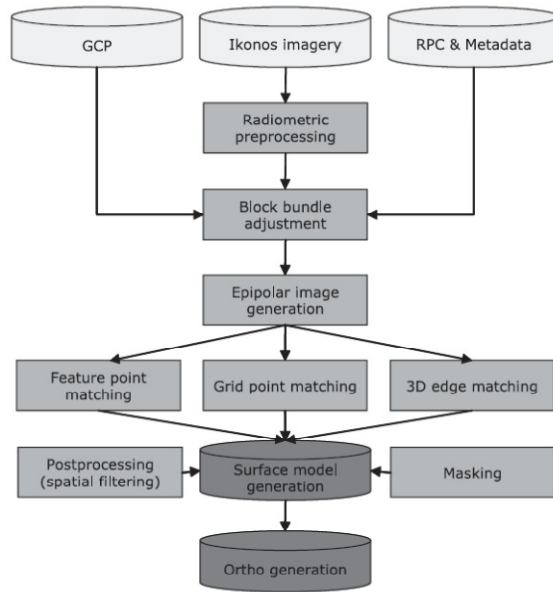 GCP
Ikonos imagery
RPC & Metadata
Radiometric
preprocessing
Block bundle
adjustment
Epipolar image
generation
Feature point
matching
Grid point matching
3D edge matching
Postprocessing
(spatial filtering)
Surface model
generation
Masking
Ortho generation